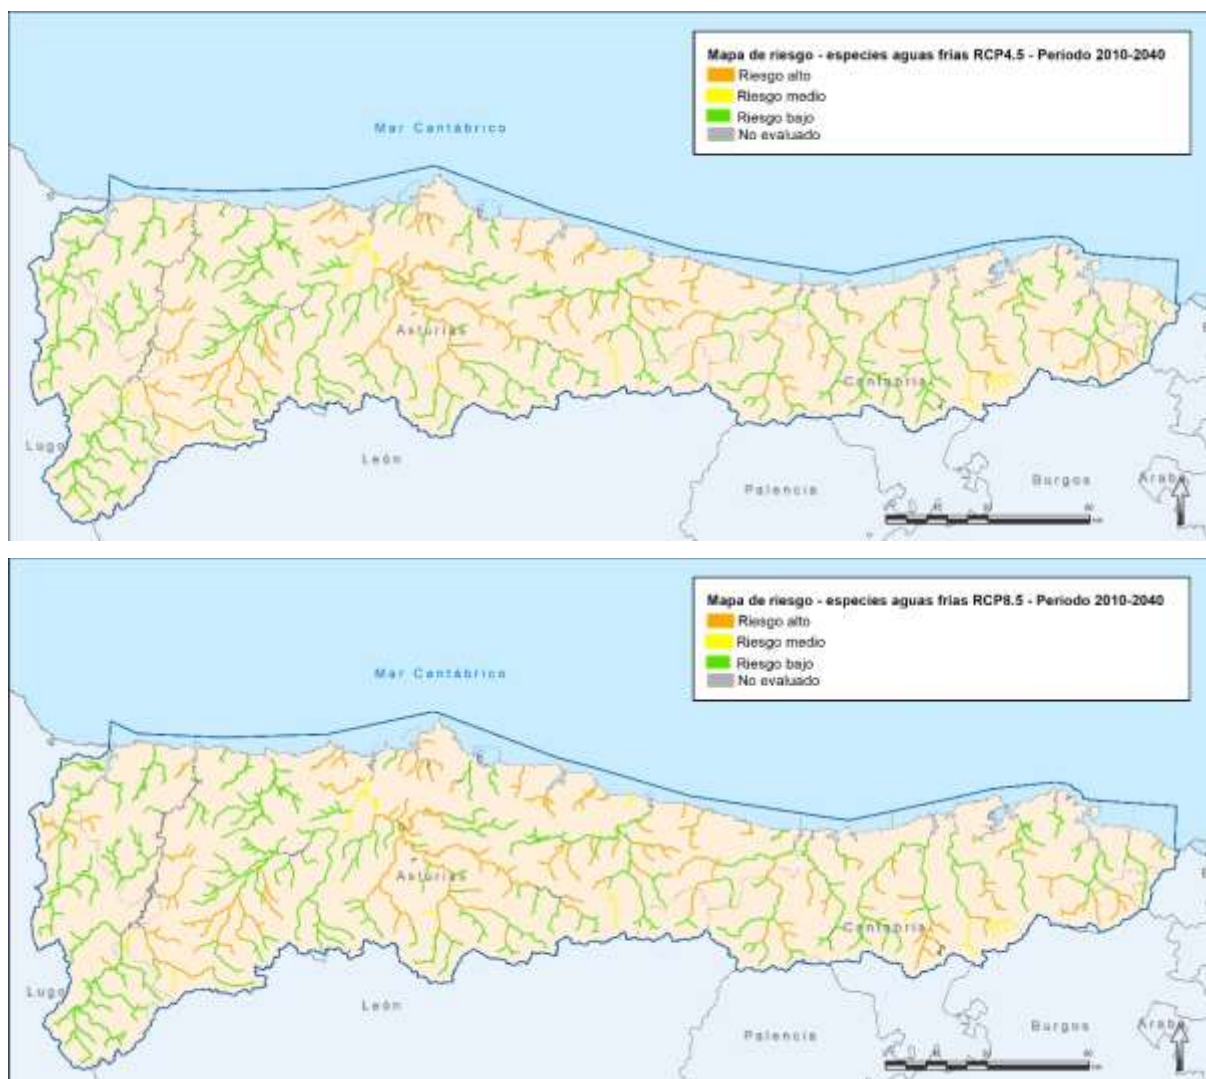 Mapa de riesgo - especies aguas frias RCP4.5 - Periodo 2010-2040
Riesgo alto
Riesgo medio
Riesgo bajo
No evaluado
Mar Cantábrico
Asturias
Cantabria
Lugo
León
Palencia
Burgos
Araba
Mapa de riesgo - especies aguas frias RCP8.5 - Periodo 2010-2040
Riesgo alto
Riesgo medio
Riesgo bajo
No evaluado
Mar Cantábrico
Asturias
Cantabria
Lugo
León
Palencia
Burgos
Araba